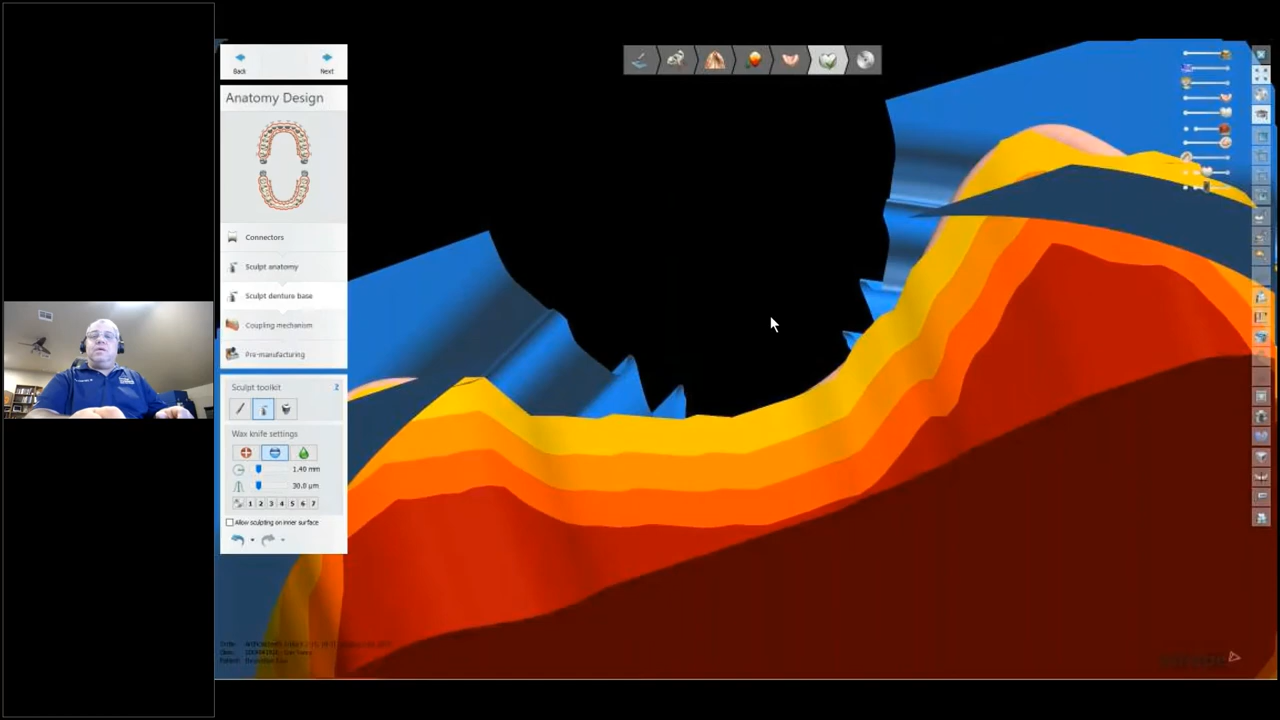 Back
Next
Anatomy Design
Connectors
Sculpt anatomy
Sculpt denture base
Coupling mechanism
Pre-manufacturing
Sculpt toolkit
2
Wax knife settings
1.40 mm
30.0 µm
1 2 3 4 5 6 7
Allow sculpting on inner surface